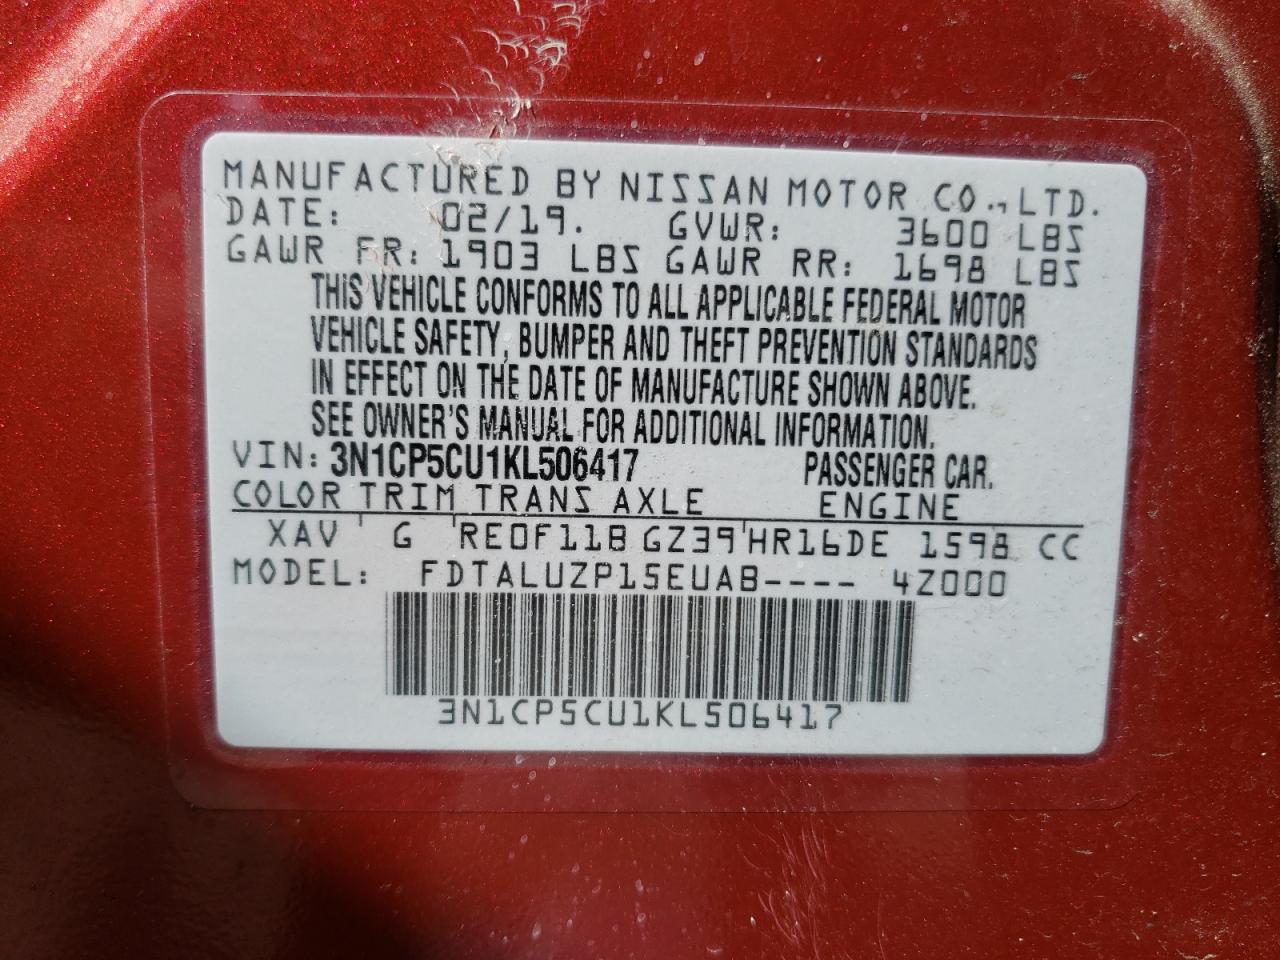 MANUFACTURED BY NISSAN MOTOR CO., LTD.
DATE: 02/19. GVWR: 3600 LBS
GAWR FR: 1903 LBS GAWR RR: 1698 LBS
THIS VEHICLE CONFORMS TO ALL APPLICABLE FEDERAL MOTOR
VEHICLE SAFETY, BUMPER AND THEFT PREVENTION STANDARDS
IN EFFECT ON THE DATE OF MANUFACTURE SHOWN ABOVE.
SEE OWNER'S MANUAL FOR ADDITIONAL INFORMATION.
VIN: 3N1CP5CU1KL506417 PASSENGER CAR.
COLOR TRIM TRANS AXLE ENGINE
XAV G RE0F11B GZ39 HR16DE 1598 CC
MODEL: FDTALUZP15EUAB---- 4Z000
3N1CP5CU1KL506417